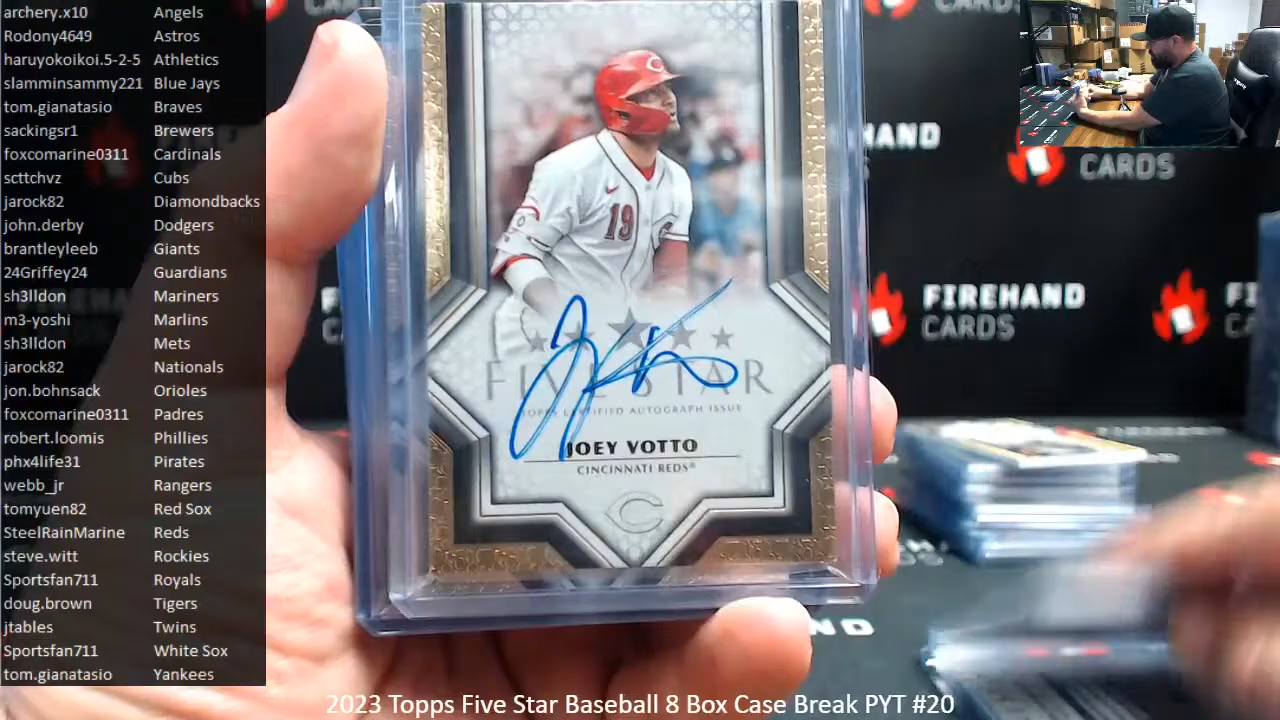 archery.x10 Angels
Rodony4649 Astros
haruyokoikoi.5-2-5 Athletics
slamminsammy221 Blue Jays
tom.gianatasio Braves
sackingsr1 Brewers
foxcomarine0311 Cardinals
scttchvz Cubs
jarock82 Diamondbacks
john.derby Dodgers
brantleyleeb Giants
24Griffey24 Guardians
sh3lldon Mariners
m3-yoshi Marlins
sh3lldon Mets
jarock82 Nationals
jon.bohnsack Orioles
foxcomarine0311 Padres
robert.loomis Phillies
phx4life31 Pirates
webb_jr Rangers
tomyuen82 Red Sox
SteelRainMarine Reds
steve.witt Rockies
Sportsfan711 Royals
doug.brown Tigers
jtables Twins
Sportsfan711 White Sox
tom.gianatasio Yankees
19
FIVE STAR
TOPPS CERTIFIED AUTOGRAPH ISSUE
JOEY VOTTO
CINCINNATI REDS®
CARDS
FIREHAND
CARDS
2023 Topps Five Star Baseball 8 Box Case Break PYT #20